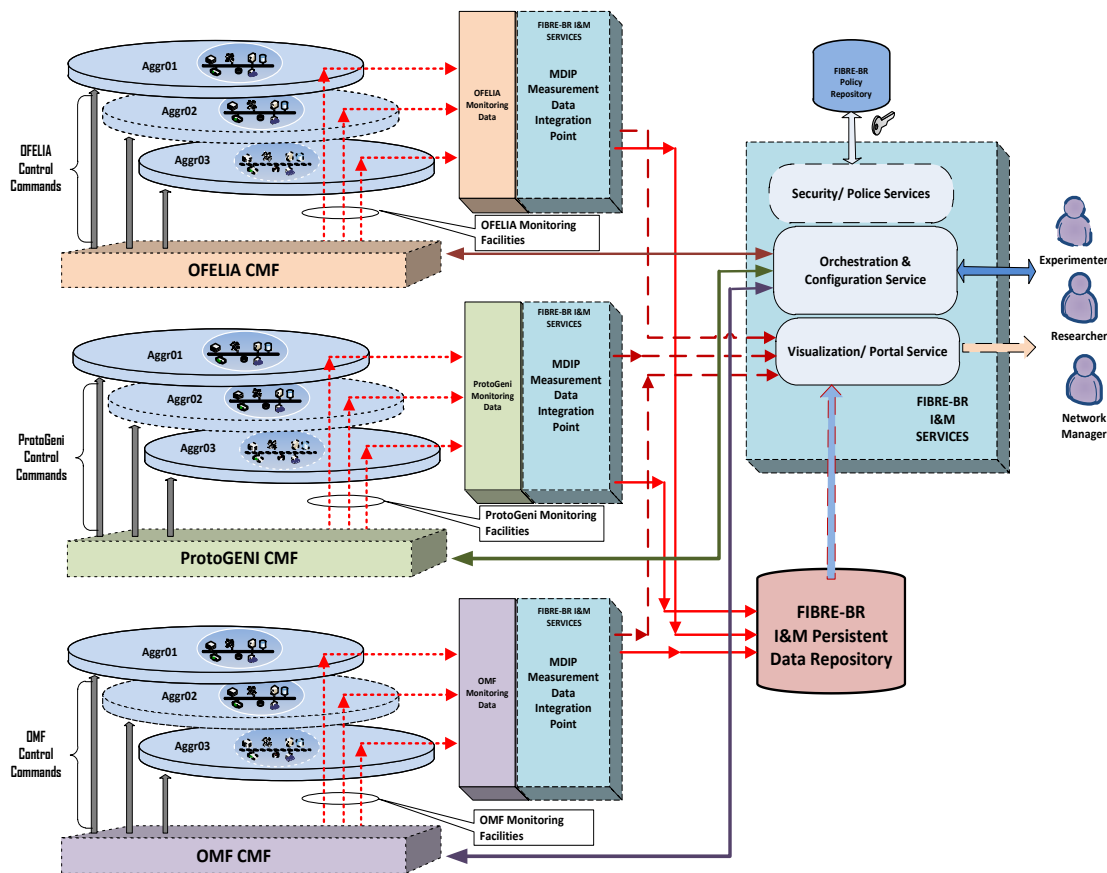 Aggr01
Aggr02
Aggr03
OFELIA
Control
Commands
OFELIA CMF
OFELIA Monitoring
Facilities
OFELIA
Monitoring
Data
FIBRE-BR I&M
SERVICES
MDIP
Measurement
Data
Integration
Point
Aggr01
Aggr02
Aggr03
ProtoGeni
Control
Commands
ProtoGENI CMF
ProtoGeni Monitoring
Facilities
ProtoGeni
Monitoring Data
FIBRE-BR I&M
SERVICES
MDIP
Measurement
Data
Integration
Point
Aggr01
Aggr02
Aggr03
OMF
Control
Commands
OMF CMF
OMF Monitoring
Facilities
OMF
Monitoring
Data
FIBRE-BR I&M
SERVICES
MDIP
Measurement
Data
Integration
Point
FIBRE-BR
Policy
Repository
Security/ Police Services
Orchestration &
Configuration Service
Visualization/ Portal Service
FIBRE-BR
I&M
SERVICES
Experimenter
Researcher
Network
Manager
FIBRE-BR
I&M Persistent
Data Repository